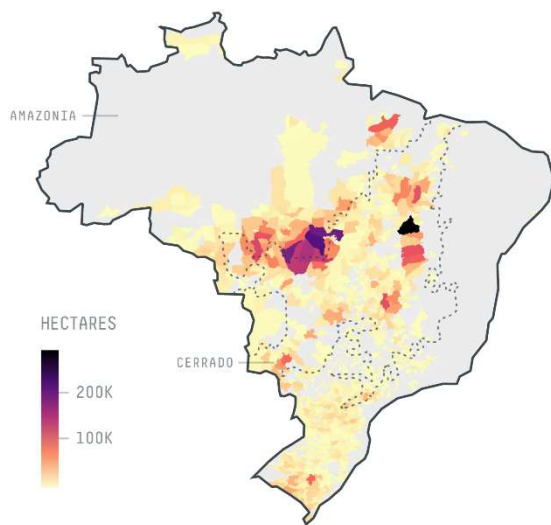 AMAZONIA
HECTARES
200K
CERRADO
100K